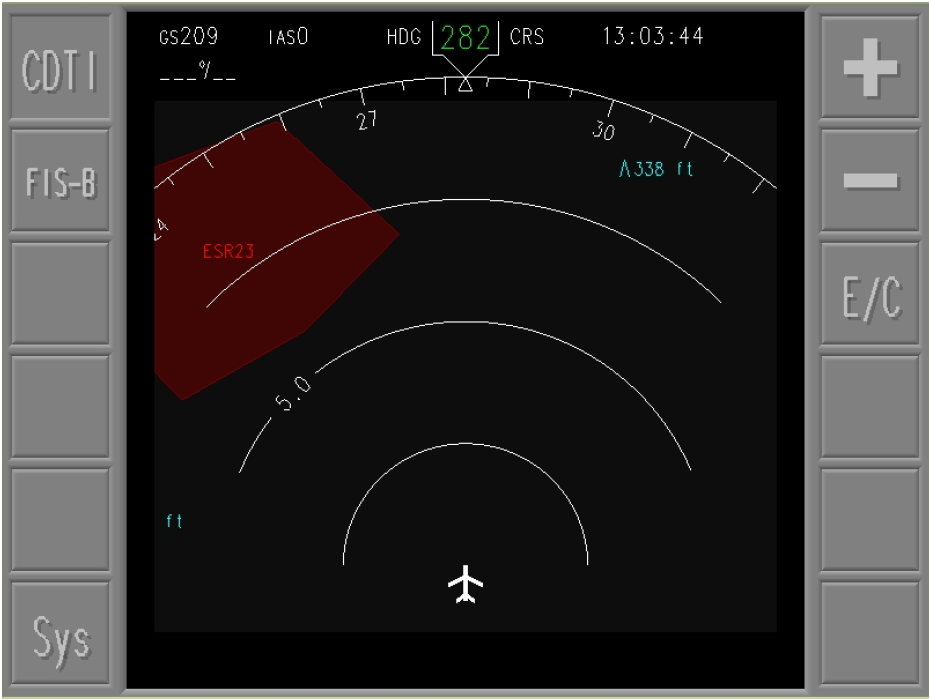 GS209 IAS0 HDG 282 CRS 13:03:44
___°/__
CDTI
+
27
30
Λ338 ft
FIS-B
−
24
ESR23
E/C
5.0
ft
Sys